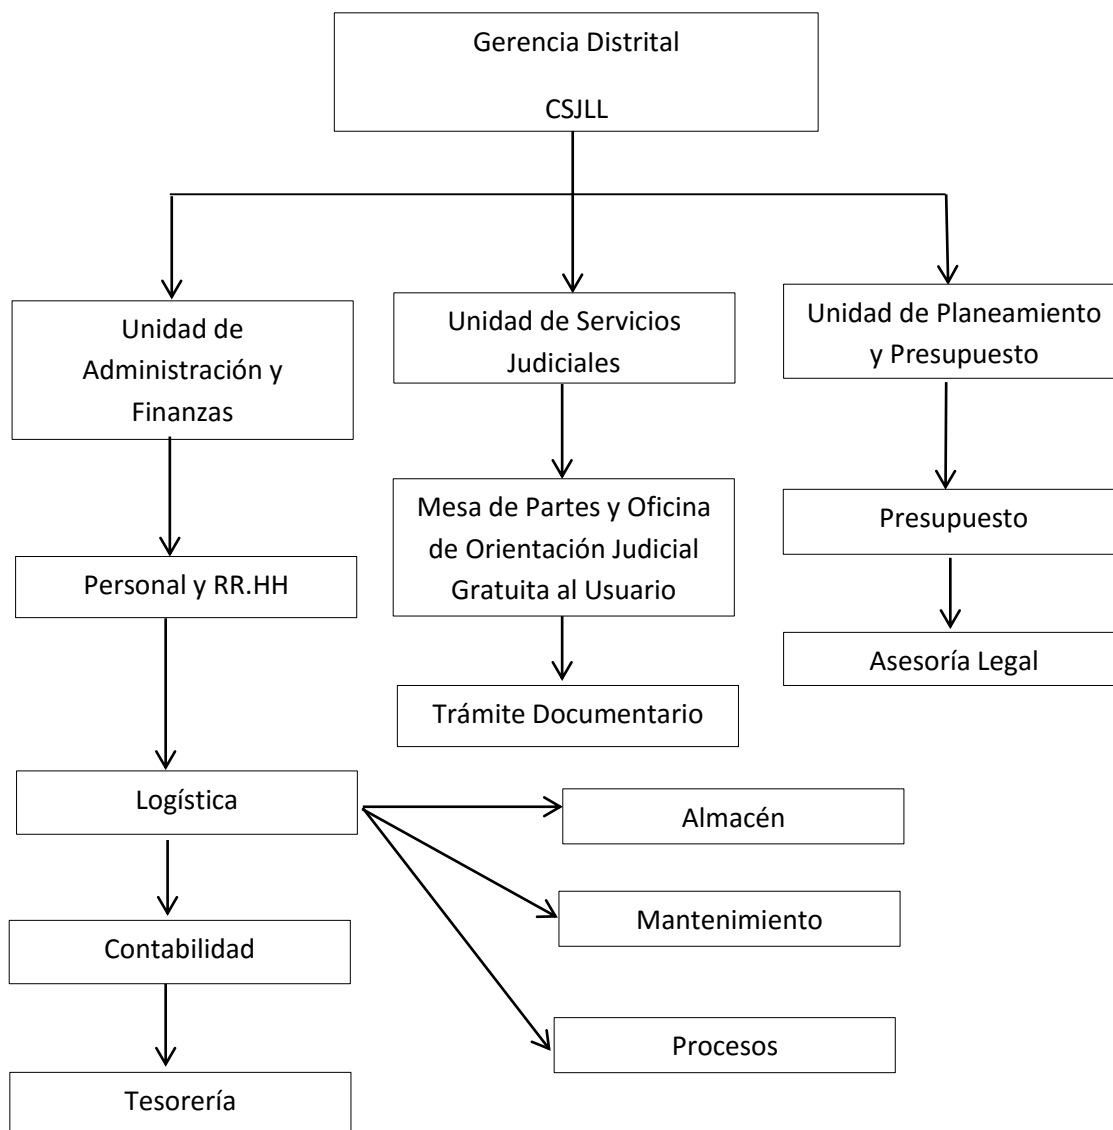 Gerencia Distrital
CSJLL
Unidad de
Administración y
Finanzas
Unidad de Servicios
Judiciales
Unidad de Planeamiento
y Presupuesto
Mesa de Partes y Oficina
de Orientación Judicial
Gratuita al Usuario
Presupuesto
Personal y RR.HH
Asesoría Legal
Trámite Documentario
Logística
Almacén
Mantenimiento
Contabilidad
Procesos
Tesorería